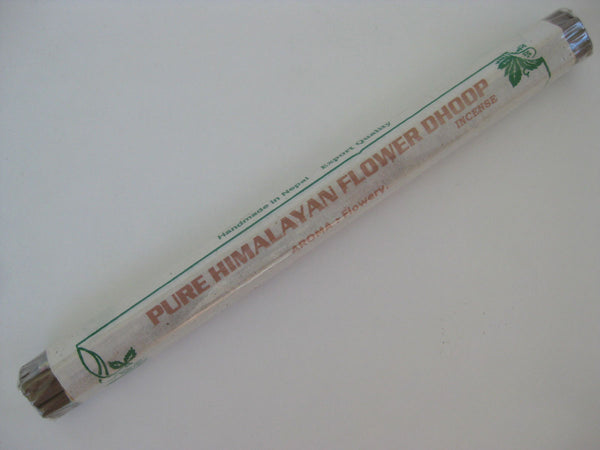 Handmade in Nepal Export Quality
PURE HIMALAYAN FLOWER DHOOP
INCENSE
AROMA - Flowery